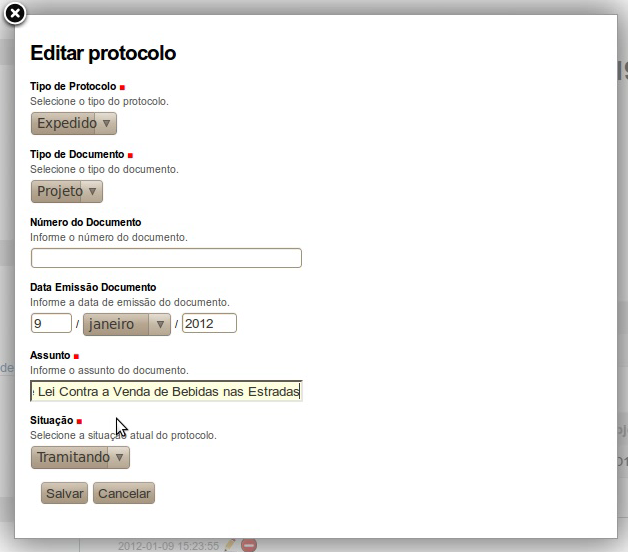 Editar protocolo
Tipo de Protocolo
Selecione o tipo do protocolo.
Expedido
Tipo de Documento
Selecione o tipo do documento.
Projeto
Número do Documento
Informe o número do documento.
Data Emissão Documento
Informe a data de emissão do documento.
9 / janeiro / 2012
Assunto
Informe o assunto do documento.
Lei Contra a Venda de Bebidas nas Estradas
Situação
Selecione a situação atual do protocolo.
Tramitando
Salvar Cancelar
2012-01-09 15:23:55